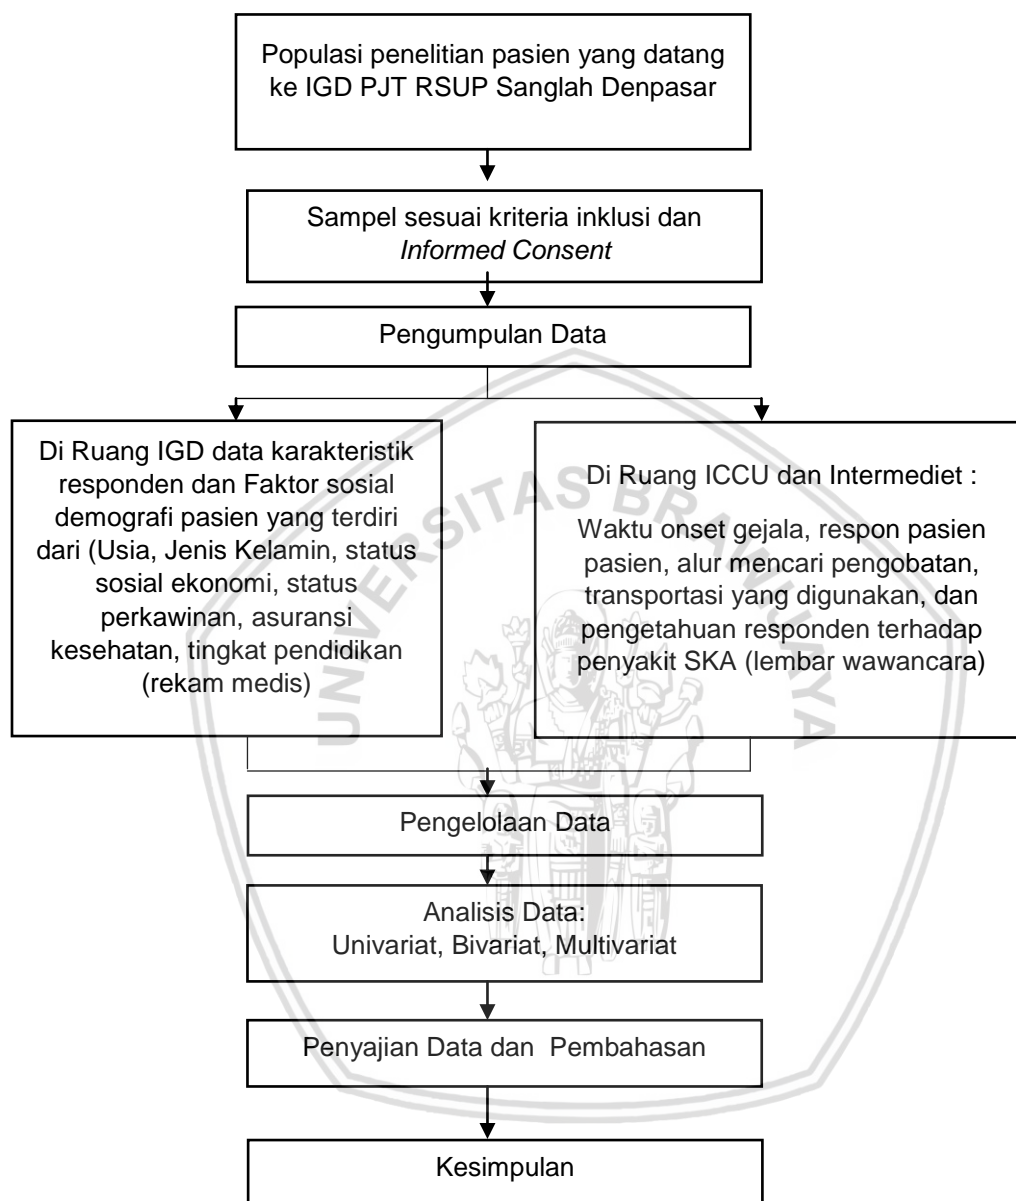 Populasi penelitian pasien yang datang
ke IGD PJT RSUP Sanglah Denpasar
Sampel sesuai kriteria inklusi dan
Informed Consent
Pengumpulan Data
Di Ruang IGD data karakteristik
responden dan Faktor sosial
demografi pasien yang terdiri
dari (Usia, Jenis Kelamin, status
sosial ekonomi, status
perkawinan, asuransi
kesehatan, tingkat pendidikan
(rekam medis)
Di Ruang ICCU dan Intermediet :
Waktu onset gejala, respon pasien
pasien, alur mencari pengobatan,
transportasi yang digunakan, dan
pengetahuan responden terhadap
penyakit SKA (lembar wawancara)
UNIVERSITAS BRAWIJAYA
Pengelolaan Data
Analisis Data:
Univariat, Bivariat, Multivariat
Penyajian Data dan  Pembahasan
Kesimpulan